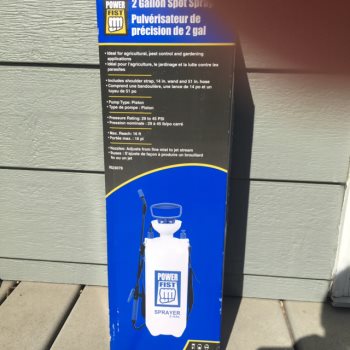 POWER
FIST
2 Gallon Spot Spray
Pulvérisateur de
précision de 2 gal
• Ideal for agricultural, pest control and gardening
applications
• Idéal pour l'agriculture, le jardinage et la lutte contre les
parasites
• Includes shoulder strap, 14 in. wand and 51 in. hose
• Comprend une bandoulière, une lance de 14 po et un
tuyau de 51 po
• Pump Type: Piston
• Type de pompe : Piston
• Pressure Rating: 29 to 45 PSI
• Pression nominale : 29 à 45 lb/po carré
• Max. Reach: 16 ft
• Portée max. : 16 pi
• Nozzles: Adjusts from fine mist to jet stream
• Buses : S'ajuste de façon à produire un brouillard
fin ou un jet
POWER
FIST
SPRAYER